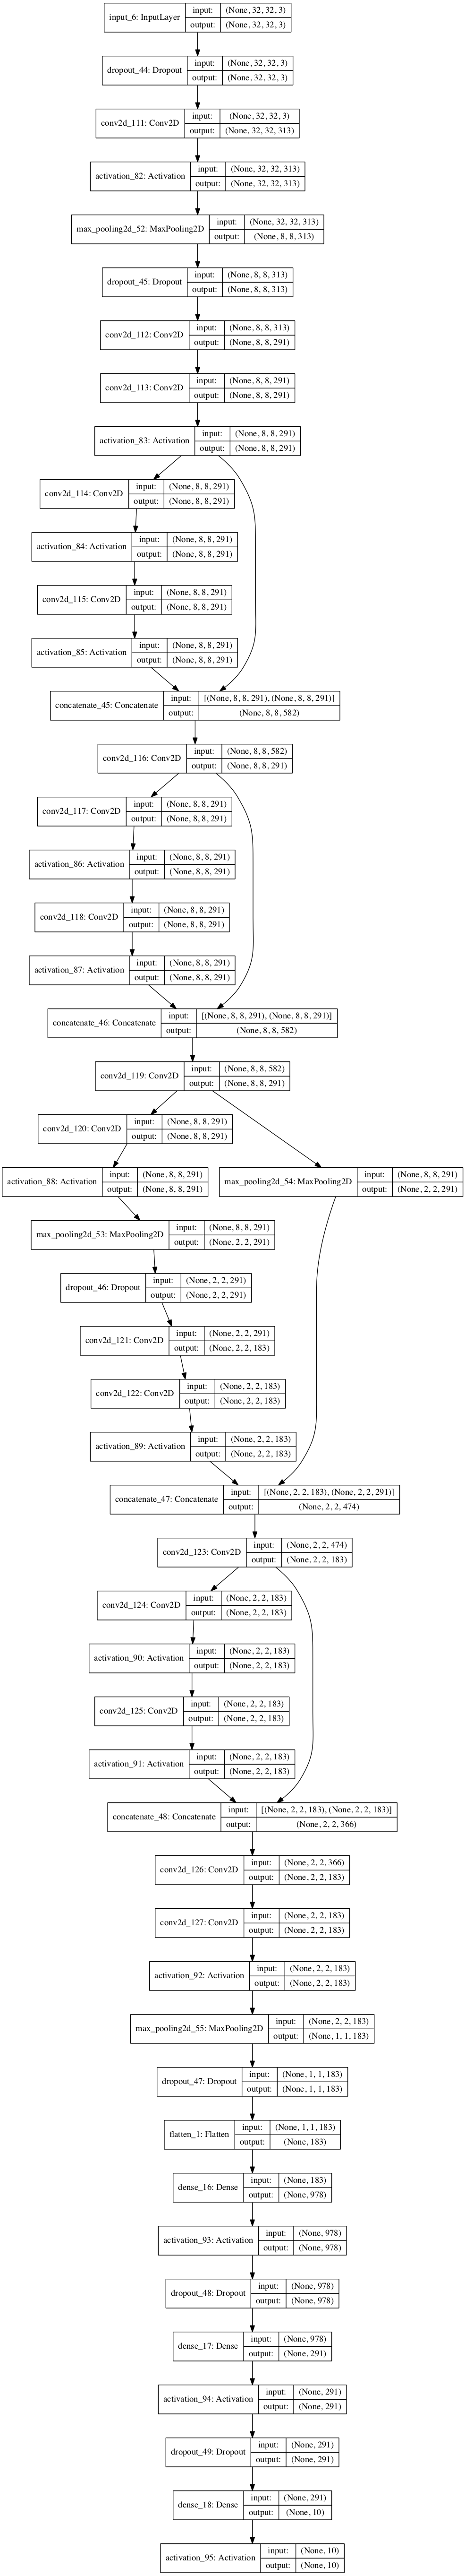 input_6: InputLayer
input: (None, 32, 32, 3)
output: (None, 32, 32, 3)
dropout_44: Dropout
input: (None, 32, 32, 3)
output: (None, 32, 32, 3)
conv2d_111: Conv2D
input: (None, 32, 32, 3)
output: (None, 32, 32, 313)
activation_82: Activation
input: (None, 32, 32, 313)
output: (None, 32, 32, 313)
max_pooling2d_52: MaxPooling2D
input: (None, 32, 32, 313)
output: (None, 8, 8, 313)
dropout_45: Dropout
input: (None, 8, 8, 313)
output: (None, 8, 8, 313)
conv2d_112: Conv2D
input: (None, 8, 8, 313)
output: (None, 8, 8, 291)
conv2d_113: Conv2D
input: (None, 8, 8, 291)
output: (None, 8, 8, 291)
activation_83: Activation
input: (None, 8, 8, 291)
output: (None, 8, 8, 291)
conv2d_114: Conv2D
input: (None, 8, 8, 291)
output: (None, 8, 8, 291)
activation_84: Activation
input: (None, 8, 8, 291)
output: (None, 8, 8, 291)
conv2d_115: Conv2D
input: (None, 8, 8, 291)
output: (None, 8, 8, 291)
activation_85: Activation
input: (None, 8, 8, 291)
output: (None, 8, 8, 291)
concatenate_45: Concatenate
input: [(None, 8, 8, 291), (None, 8, 8, 291)]
output: (None, 8, 8, 582)
conv2d_116: Conv2D
input: (None, 8, 8, 582)
output: (None, 8, 8, 291)
conv2d_117: Conv2D
input: (None, 8, 8, 291)
output: (None, 8, 8, 291)
activation_86: Activation
input: (None, 8, 8, 291)
output: (None, 8, 8, 291)
conv2d_118: Conv2D
input: (None, 8, 8, 291)
output: (None, 8, 8, 291)
activation_87: Activation
input: (None, 8, 8, 291)
output: (None, 8, 8, 291)
concatenate_46: Concatenate
input: [(None, 8, 8, 291), (None, 8, 8, 291)]
output: (None, 8, 8, 582)
conv2d_119: Conv2D
input: (None, 8, 8, 582)
output: (None, 8, 8, 291)
conv2d_120: Conv2D
input: (None, 8, 8, 291)
output: (None, 8, 8, 291)
activation_88: Activation
input: (None, 8, 8, 291)
output: (None, 8, 8, 291)
max_pooling2d_54: MaxPooling2D
input: (None, 8, 8, 291)
output: (None, 2, 2, 291)
max_pooling2d_53: MaxPooling2D
input: (None, 8, 8, 291)
output: (None, 2, 2, 291)
dropout_46: Dropout
input: (None, 2, 2, 291)
output: (None, 2, 2, 291)
conv2d_121: Conv2D
input: (None, 2, 2, 291)
output: (None, 2, 2, 183)
conv2d_122: Conv2D
input: (None, 2, 2, 183)
output: (None, 2, 2, 183)
activation_89: Activation
input: (None, 2, 2, 183)
output: (None, 2, 2, 183)
concatenate_47: Concatenate
input: [(None, 2, 2, 183), (None, 2, 2, 291)]
output: (None, 2, 2, 474)
conv2d_123: Conv2D
input: (None, 2, 2, 474)
output: (None, 2, 2, 183)
conv2d_124: Conv2D
input: (None, 2, 2, 183)
output: (None, 2, 2, 183)
activation_90: Activation
input: (None, 2, 2, 183)
output: (None, 2, 2, 183)
conv2d_125: Conv2D
input: (None, 2, 2, 183)
output: (None, 2, 2, 183)
activation_91: Activation
input: (None, 2, 2, 183)
output: (None, 2, 2, 183)
concatenate_48: Concatenate
input: [(None, 2, 2, 183), (None, 2, 2, 183)]
output: (None, 2, 2, 366)
conv2d_126: Conv2D
input: (None, 2, 2, 366)
output: (None, 2, 2, 183)
conv2d_127: Conv2D
input: (None, 2, 2, 183)
output: (None, 2, 2, 183)
activation_92: Activation
input: (None, 2, 2, 183)
output: (None, 2, 2, 183)
max_pooling2d_55: MaxPooling2D
input: (None, 2, 2, 183)
output: (None, 1, 1, 183)
dropout_47: Dropout
input: (None, 1, 1, 183)
output: (None, 1, 1, 183)
flatten_1: Flatten
input: (None, 1, 1, 183)
output: (None, 183)
dense_16: Dense
input: (None, 183)
output: (None, 978)
activation_93: Activation
input: (None, 978)
output: (None, 978)
dropout_48: Dropout
input: (None, 978)
output: (None, 978)
dense_17: Dense
input: (None, 978)
output: (None, 291)
activation_94: Activation
input: (None, 291)
output: (None, 291)
dropout_49: Dropout
input: (None, 291)
output: (None, 291)
dense_18: Dense
input: (None, 291)
output: (None, 10)
activation_95: Activation
input: (None, 10)
output: (None, 10)